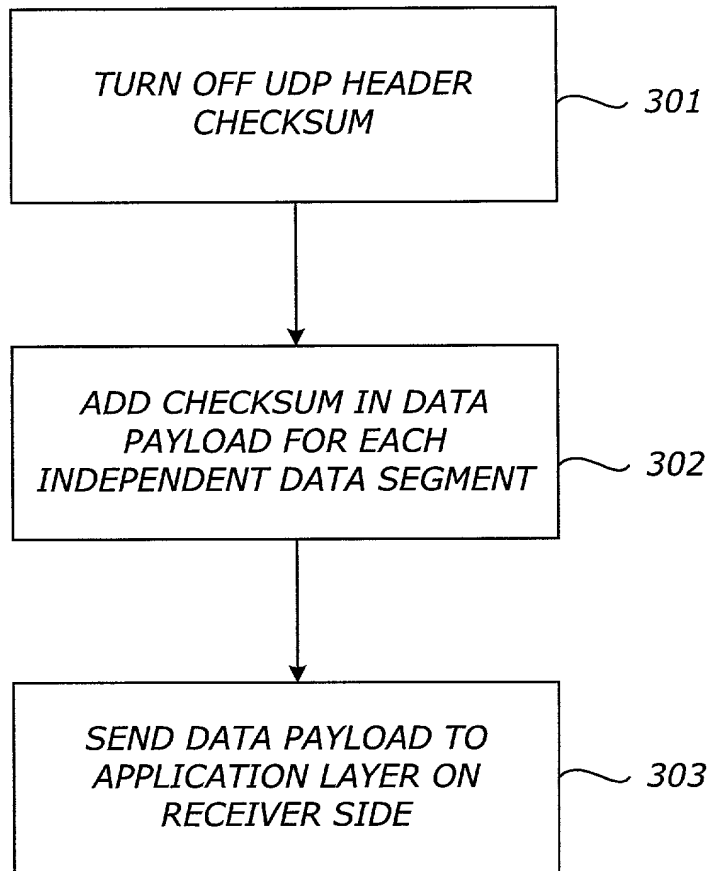 TURN OFF UDP HEADER
CHECKSUM
301
ADD CHECKSUM IN DATA
PAYLOAD FOR EACH
INDEPENDENT DATA SEGMENT
302
SEND DATA PAYLOAD TO
APPLICATION LAYER ON
RECEIVER SIDE
303